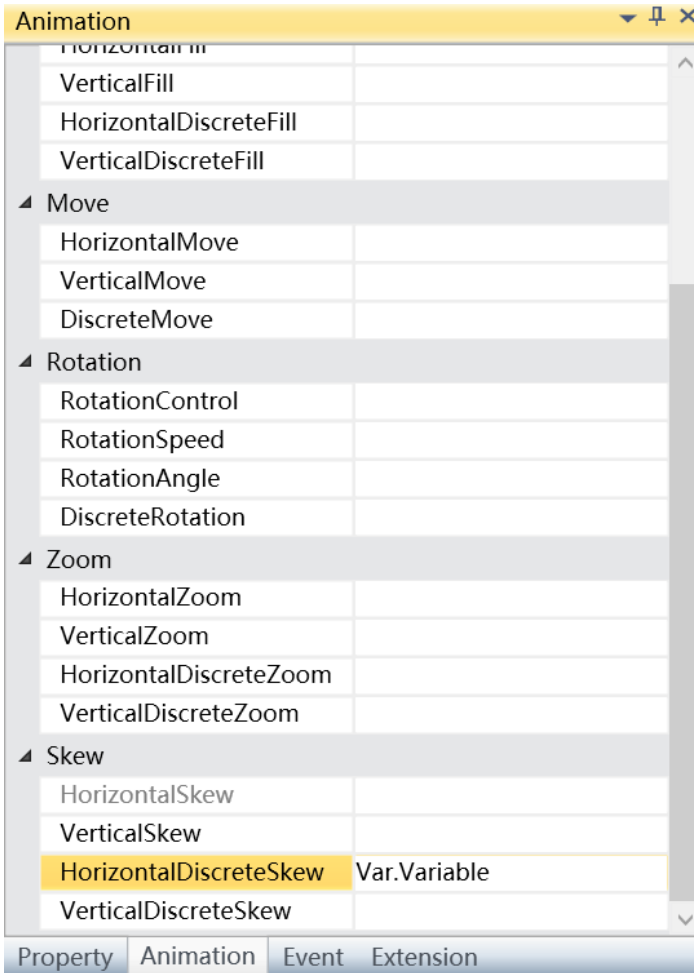 Animation
HorizontalFill
VerticalFill
HorizontalDiscreteFill
VerticalDiscreteFill
Move
HorizontalMove
VerticalMove
DiscreteMove
Rotation
RotationControl
RotationSpeed
RotationAngle
DiscreteRotation
Zoom
HorizontalZoom
VerticalZoom
HorizontalDiscreteZoom
VerticalDiscreteZoom
Skew
HorizontalSkew
VerticalSkew
HorizontalDiscreteSkew Var.Variable
VerticalDiscreteSkew
Property Animation Event Extension